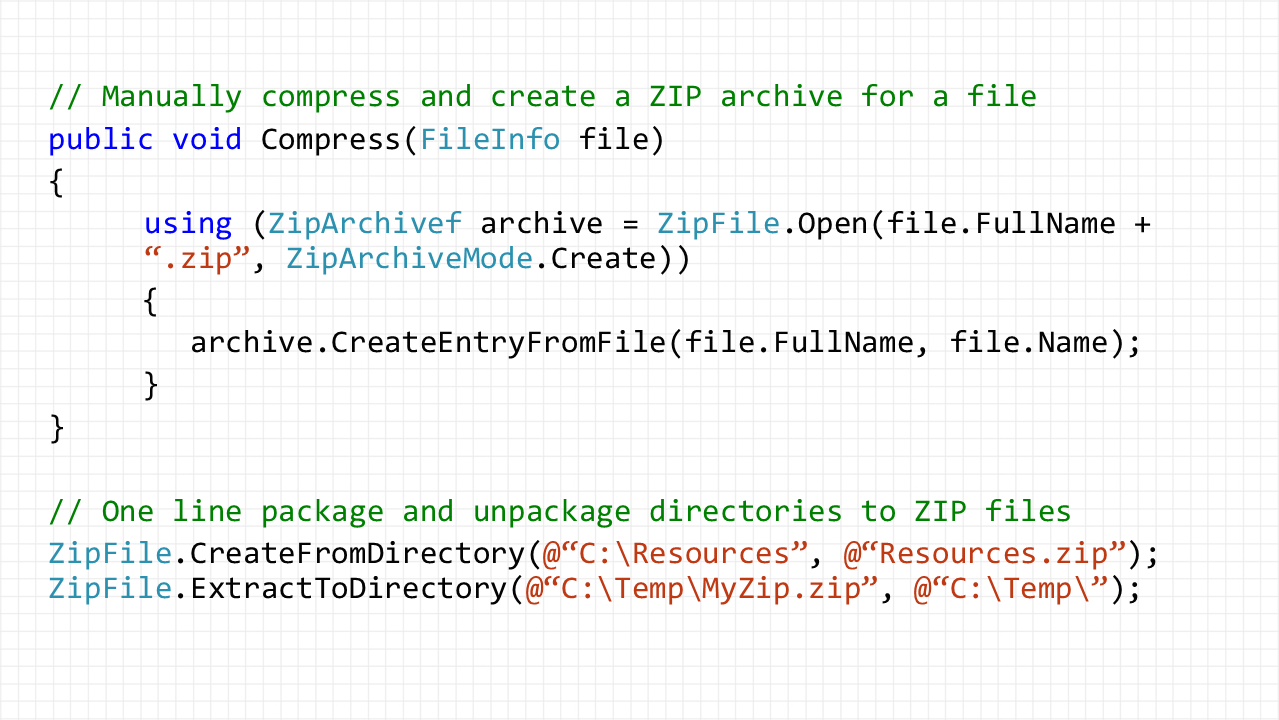 // Manually compress and create a ZIP archive for a file
public void Compress(FileInfo file)
{
using (ZipArchivef archive = ZipFile.Open(file.FullName +
“.zip”, ZipArchiveMode.Create))
{
archive.CreateEntryFromFile(file.FullName, file.Name);
}
}
// One line package and unpackage directories to ZIP files
ZipFile.CreateFromDirectory(@“C:\Resources”, @“Resources.zip”);
ZipFile.ExtractToDirectory(@“C:\Temp\MyZip.zip”, @“C:\Temp\”);